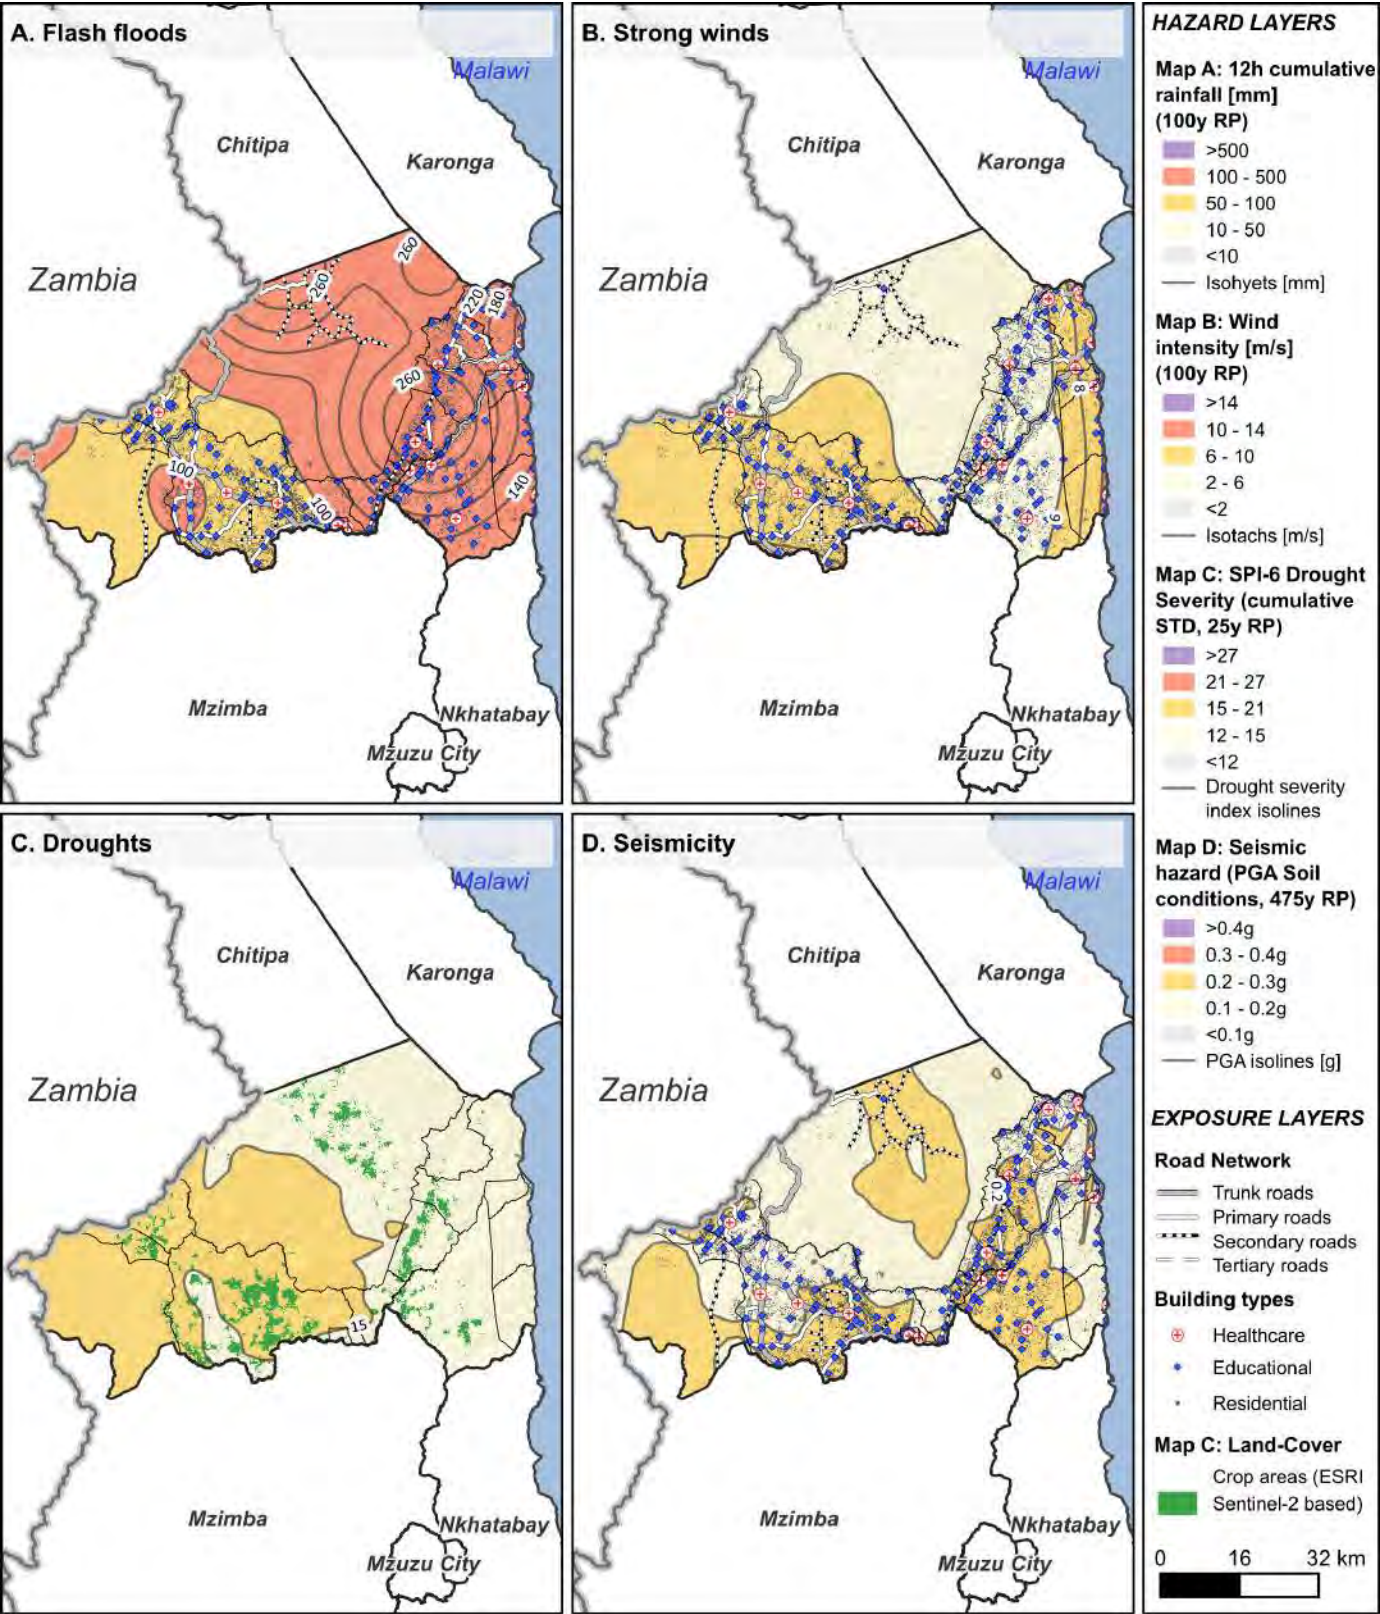 A. Flash floods
Malawi
Chitipa
Karonga
Zambia
260
260
220
180
260
100
100
140
Mzimba
Nkhatabay
Mzuzu City
B. Strong winds
Malawi
Chitipa
Karonga
Zambia
8
6
Mzimba
Nkhatabay
Mzuzu City
C. Droughts
Malawi
Chitipa
Karonga
Zambia
15
Mzimba
Nkhatabay
Mzuzu City
D. Seismicity
Malawi
Chitipa
Karonga
Zambia
0.2
Mzimba
Nkhatabay
Mzuzu City
HAZARD LAYERS
Map A: 12h cumulative
rainfall [mm]
(100y RP)
>500
100 - 500
50 - 100
10 - 50
<10
Isohyets [mm]
Map B: Wind
intensity [m/s]
(100y RP)
>14
10 - 14
6 - 10
2 - 6
<2
Isotachs [m/s]
Map C: SPI-6 Drought
Severity (cumulative
STD, 25y RP)
>27
21 - 27
15 - 21
12 - 15
<12
Drought severity
index isolines
Map D: Seismic
hazard (PGA Soil
conditions, 475y RP)
>0.4g
0.3 - 0.4g
0.2 - 0.3g
0.1 - 0.2g
<0.1g
PGA isolines [g]
EXPOSURE LAYERS
Road Network
Trunk roads
Primary roads
Secondary roads
Tertiary roads
Building types
Healthcare
Educational
Residential
Map C: Land-Cover
Crop areas (ESRI
Sentinel-2 based)
0 16 32 km